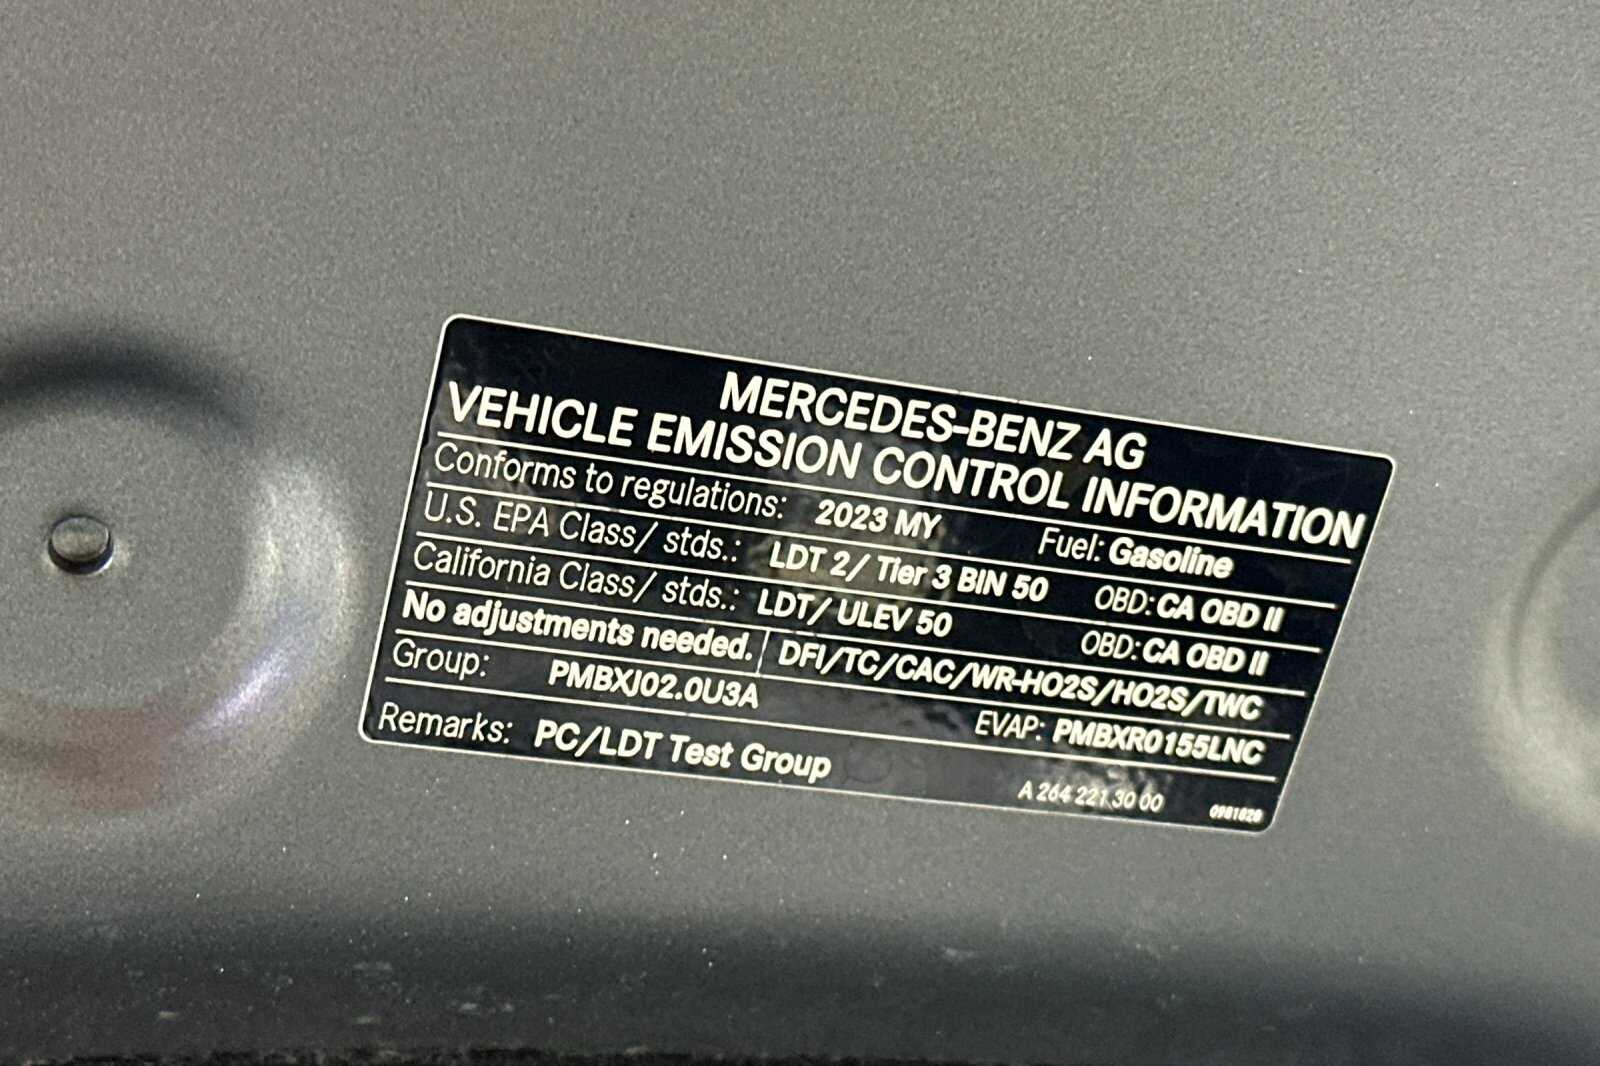 MERCEDES-BENZ AG
VEHICLE EMISSION CONTROL INFORMATION
Conforms to regulations: 2023 MY Fuel: Gasoline
U.S. EPA Class/ stds.: LDT 2/ Tier 3 BIN 50 OBD: CA OBD II
California Class/ stds.: LDT/ ULEV 50 OBD: CA OBD II
No adjustments needed. DFI/TC/CAC/WR-HO2S/HO2S/TWC
Group: PMBXJ02.0U3A EVAP: PMBXR0155LNC
Remarks: PC/LDT Test Group
A 264 221 30 00